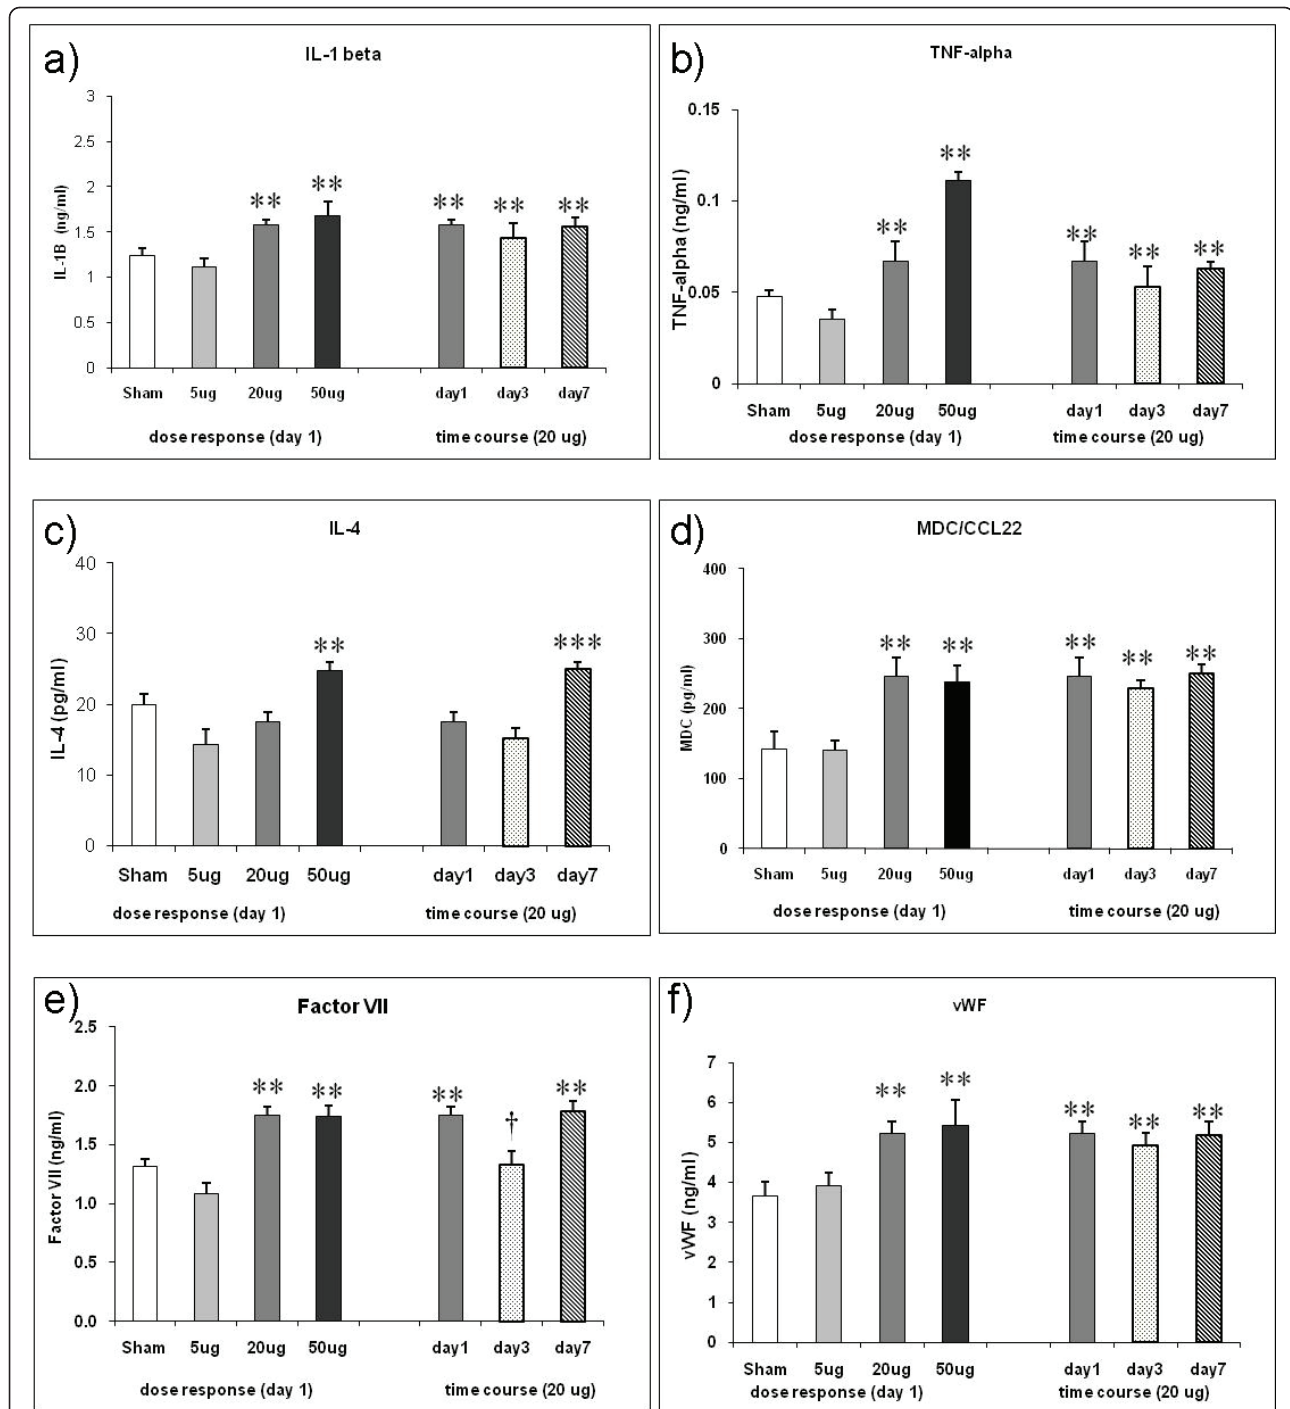 a)
IL-1 beta
3
2.5
2
1.5
1
0.5
0
IL-1B (ng/ml)
** ** ** ** **
Sham 5ug 20ug 50ug day1 day3 day7
dose response (day 1) time course (20 ug)
b)
TNF-alpha
0.15
0.1
0.05
0
TNF-alpha (ng/ml)
** ** ** ** **
Sham 5ug 20ug 50ug day1 day3 day7
dose response (day 1) time course (20 ug)
c)
IL-4
40
30
20
10
0
IL-4 (pg/ml)
** ***
Sham 5ug 20ug 50ug day1 day3 day7
dose response (day 1) time course (20 ug)
d)
MDC/CCL22
400
300
200
100
0
MDC (pg/ml)
** ** ** ** **
Sham 5ug 20ug 50ug day1 day3 day7
dose response (day 1) time course (20 ug)
e)
Factor VII
2.5
2.0
1.5
1.0
0.5
0.0
Factor VII (ng/ml)
** ** ** † **
Sham 5ug 20ug 50ug day1 day3 day7
dose response (day 1) time course (20 ug)
f)
vWF
7
6
5
4
3
2
1
0
vWF (ng/ml)
** ** ** ** **
Sham 5ug 20ug 50ug day1 day3 day7
dose response (day 1) time course (20 ug)